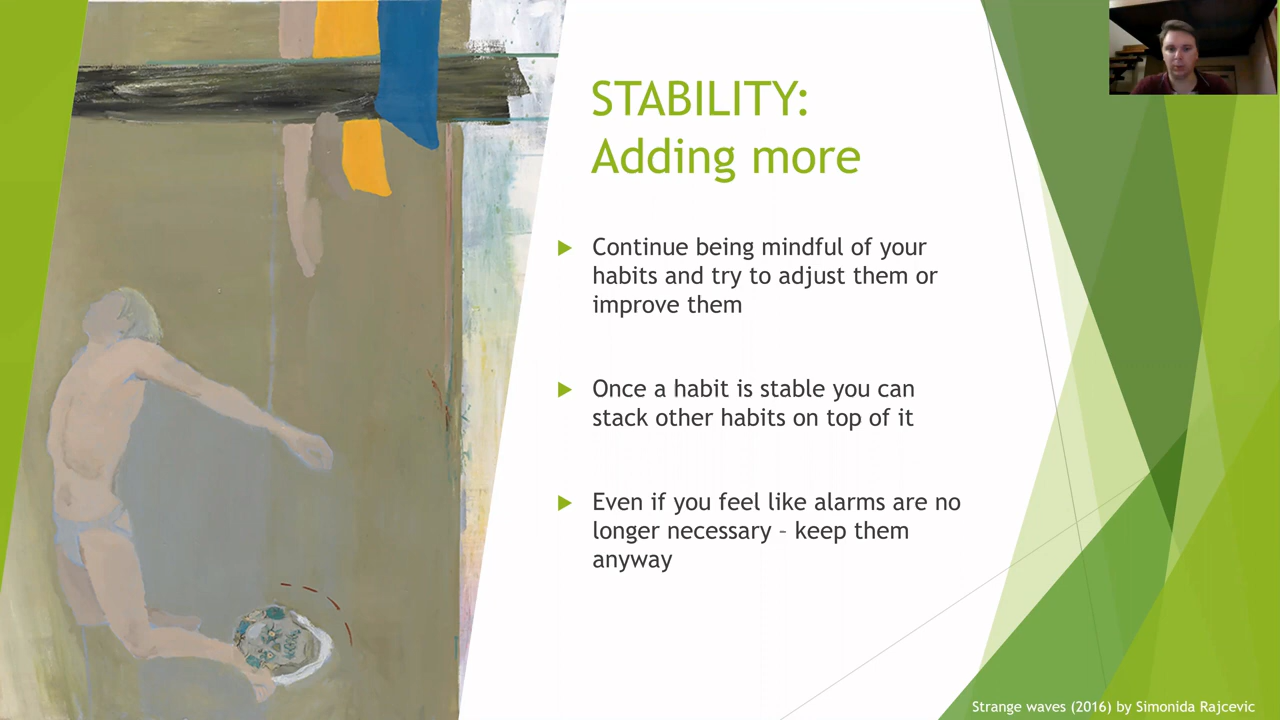 STABILITY:
Adding more
Continue being mindful of your
habits and try to adjust them or
improve them
Once a habit is stable you can
stack other habits on top of it
Even if you feel like alarms are no
longer necessary – keep them
anyway
Strange waves (2016) by Simonida Rajcevic